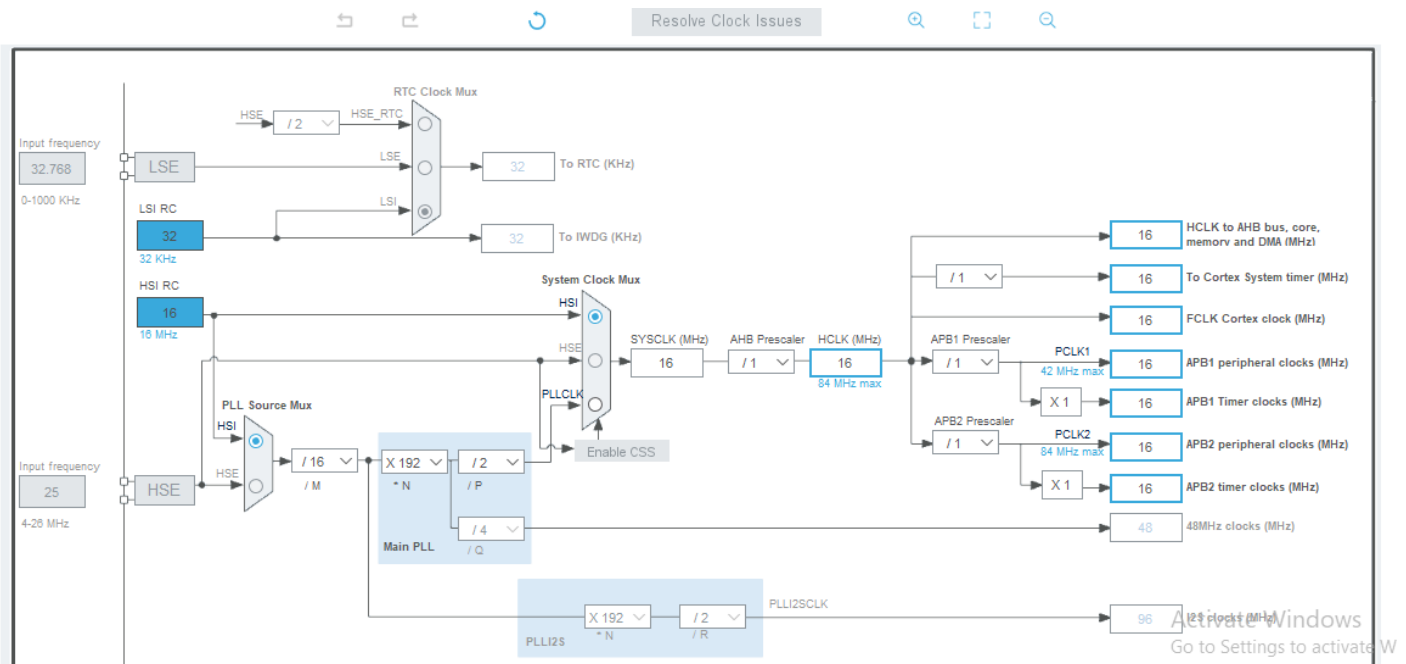 Resolve Clock Issues
RTC Clock Mux
HSE
/ 2
HSE_RTC
Input frequency
32.768
0-1000 KHz
LSE
LSE
32
To RTC (KHz)
LSI RC
LSI
32
32 KHz
32
To IWDG (KHz)
HSI RC
16
16 MHz
System Clock Mux
HSI
HSE
PLLCLK
SYSCLK (MHz)
16
AHB Prescaler
/ 1
HCLK (MHz)
16
84 MHz max
16
HCLK to AHB bus, core,
memory and DMA (MHz)
/ 1
16
To Cortex System timer (MHz)
16
FCLK Cortex clock (MHz)
APB1 Prescaler
/ 1
PCLK1
42 MHz max
16
APB1 peripheral clocks (MHz)
X 1
16
APB1 Timer clocks (MHz)
APB2 Prescaler
/ 1
PCLK2
84 MHz max
16
APB2 peripheral clocks (MHz)
X 1
16
APB2 timer clocks (MHz)
PLL Source Mux
HSI
HSE
Input frequency
25
4-26 MHz
HSE
/ 16
/ M
X 192
* N
/ 2
/ P
/ 4
/ Q
Main PLL
Enable CSS
48
48MHz clocks (MHz)
X 192
* N
/ 2
/ R
PLLI2S
PLLI2SCLK
96
I2S clocks (MHz)
Activate Windows
Go to Settings to activate W